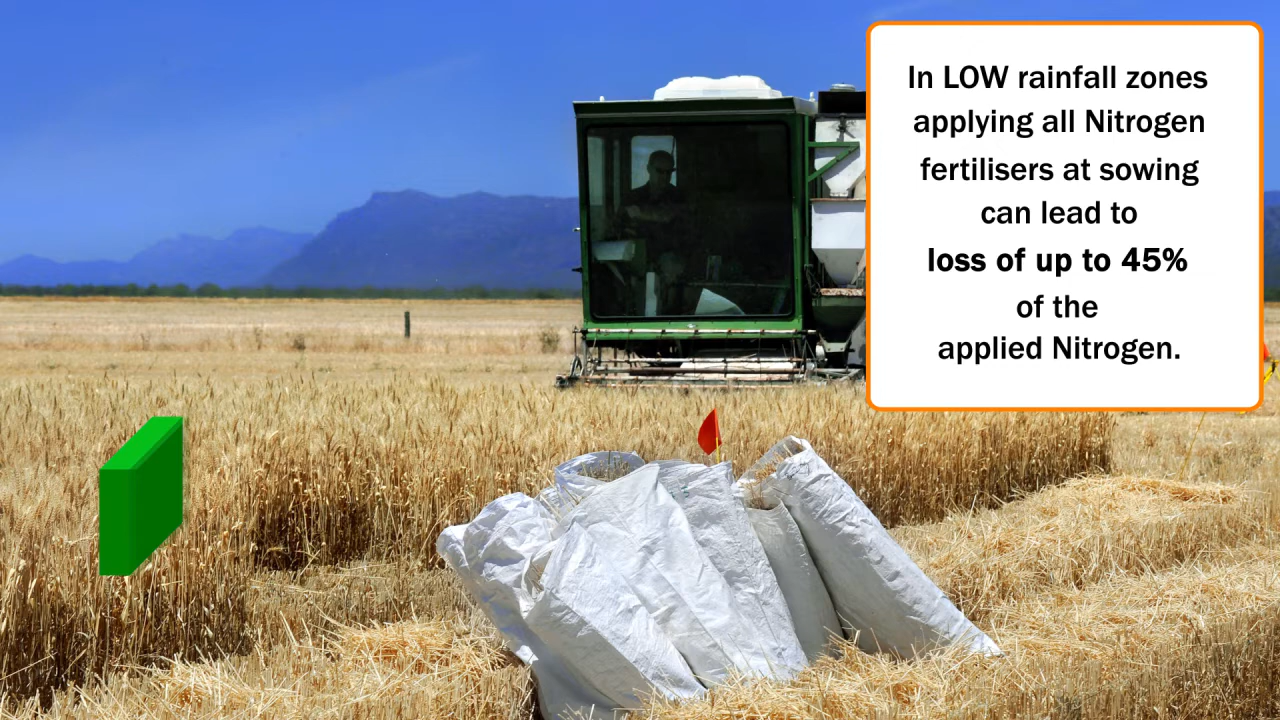 In LOW rainfall zones
applying all Nitrogen
fertilisers at sowing
can lead to
loss of up to 45%
of the
applied Nitrogen.